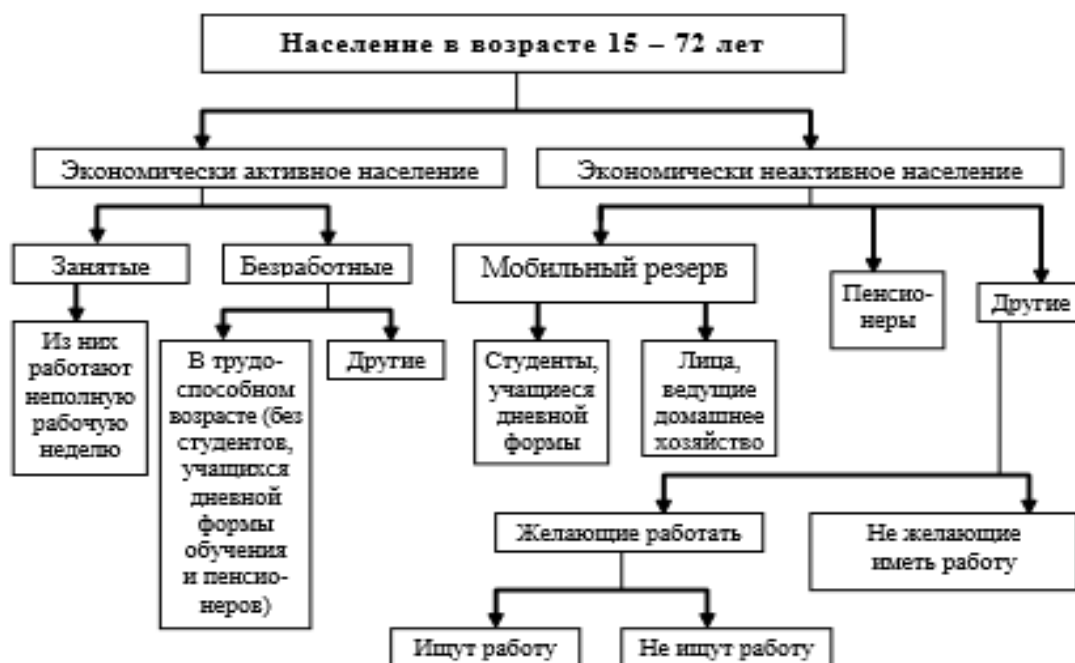 Население в возрасте 15 – 72 лет
Экономически активное население
Экономически неактивное население
Занятые
Безработные
Мобильный резерв
Пенсио-
неры
Другие
Из них
работают
неполную
рабочую
неделю
В трудо-
способном
возрасте (без
студентов,
учащихся
дневной
формы
обучения
и пенсио-
неров)
Другие
Студенты,
учащиеся
дневной
формы
Лица,
ведущие
домашнее
хозяйство
Желающие работать
Не желающие
иметь работу
Ищут работу
Не ищут работу